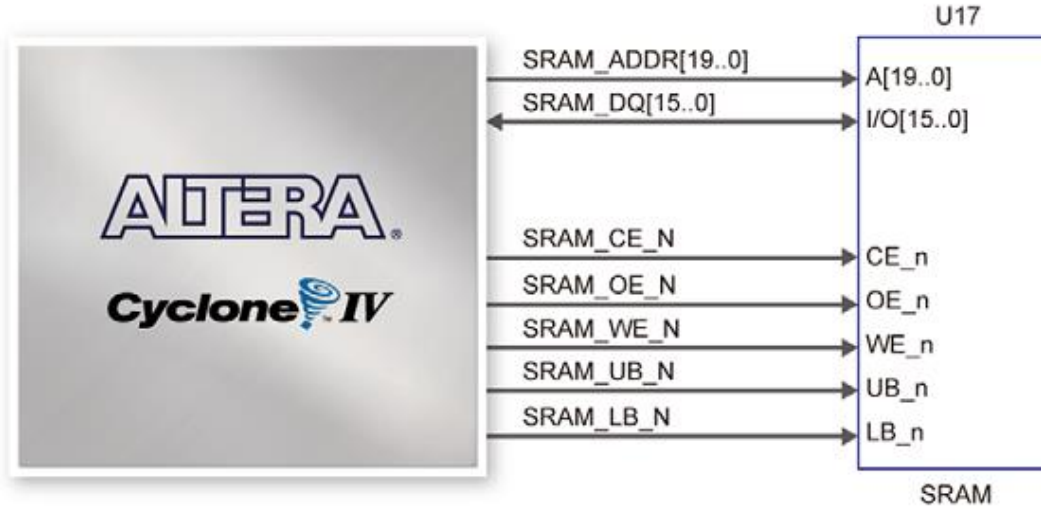 U17
SRAM_ADDR[19..0]
A[19..0]
SRAM_DQ[15..0]
I/O[15..0]
ALTERA®
SRAM_CE_N
CE_n
Cyclone™ IV
SRAM_OE_N
OE_n
SRAM_WE_N
WE_n
SRAM_UB_N
UB_n
SRAM_LB_N
LB_n
SRAM